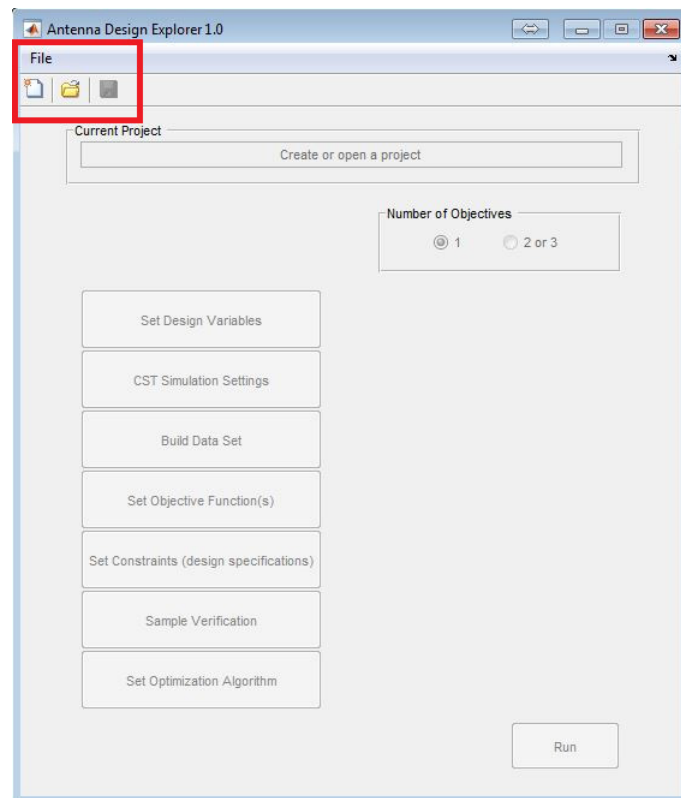 Antenna Design Explorer 1.0
File
Current Project
Create or open a project
Number of Objectives
1 2 or 3
Set Design Variables
CST Simulation Settings
Build Data Set
Set Objective Function(s)
Set Constraints (design specifications)
Sample Verification
Set Optimization Algorithm
Run